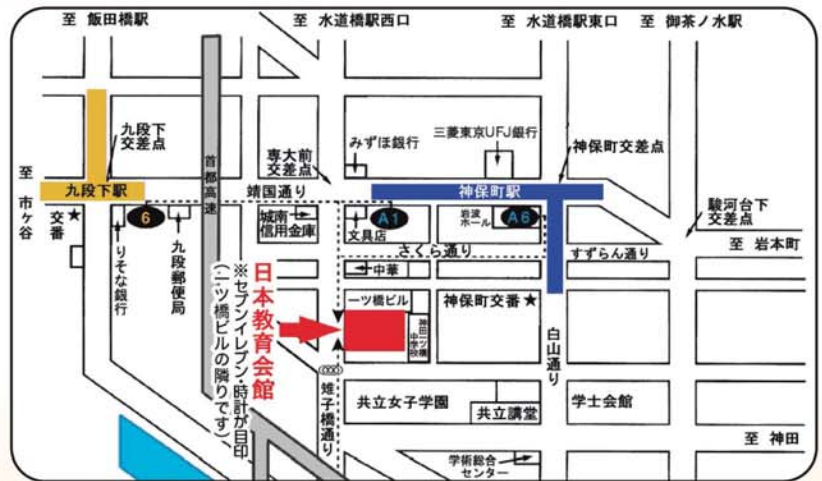 至 飯田橋駅
至 水道橋駅西口
至 水道橋駅東口
至 御茶ノ水駅
九段下
交差点
首都高速
専大前
交差点
みずほ銀行
三菱東京UFJ銀行
神保町交差点
至 市ヶ谷
九段下駅
靖国通り
神保町駅
駿河台下
交差点
交番★
6
城南
信用金庫
A1
文具店
岩波
ホール
A6
さくら通り
すずらん通り
至 岩本町
りそな銀行
九段郵便局
←中華
日本教育会館
※セブンイレブン・時計が目印
(一ツ橋ビルの隣りです)
一ツ橋ビル
神保町交番★
神田一ツ橋
中学校
白山通り
雉子橋通り
共立女子学園
共立講堂
学士会館
至 神田
学術総合
センター